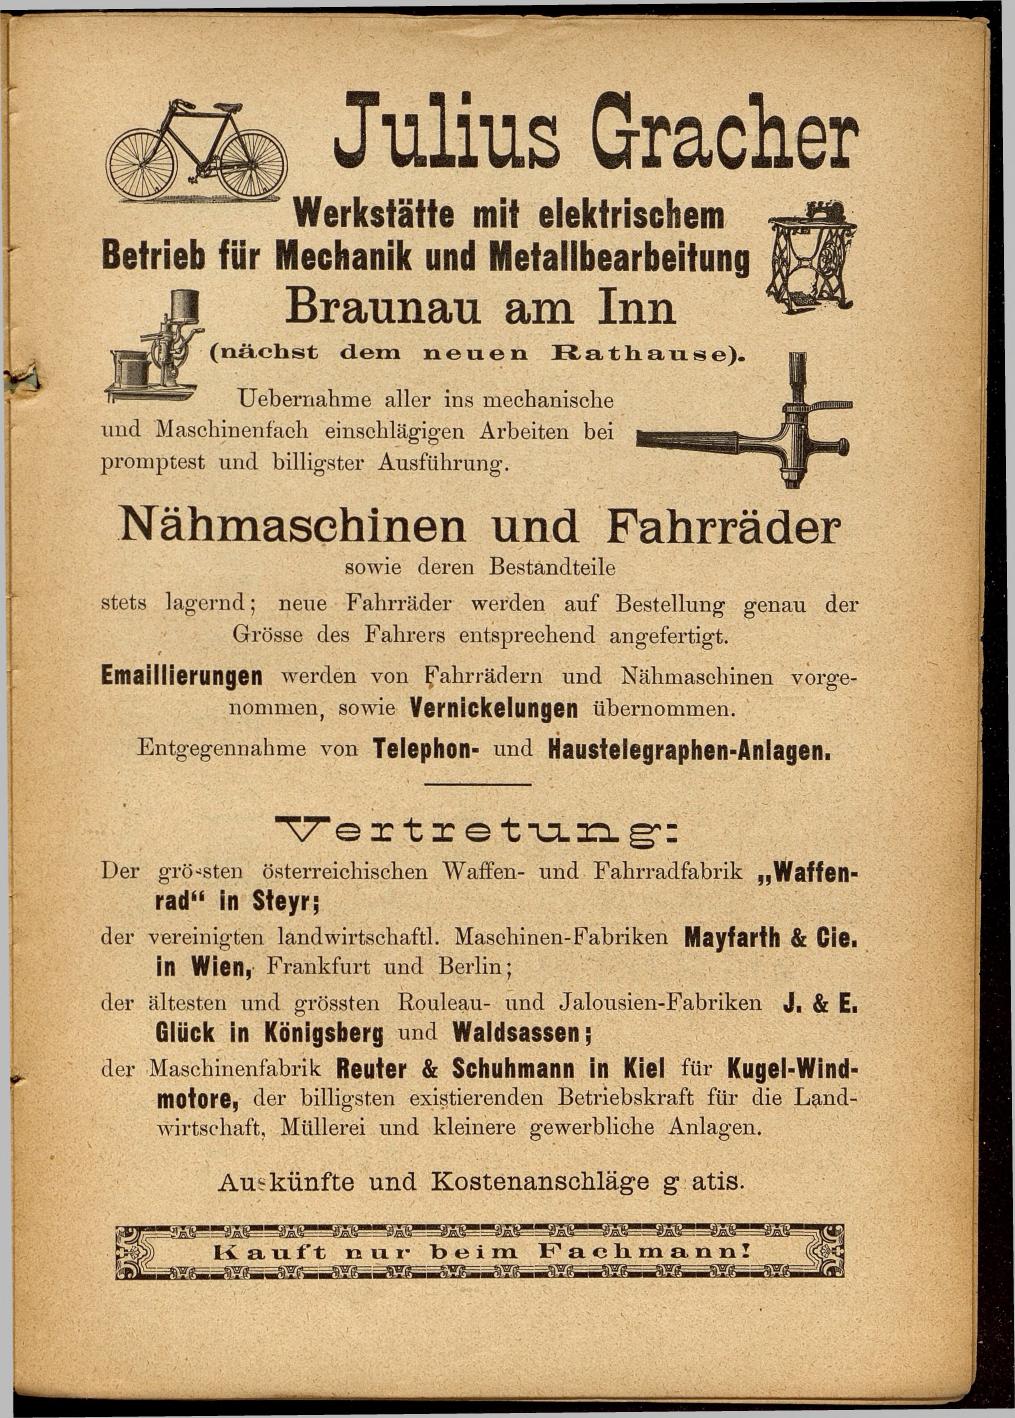 Julius Gracher
Werkstätte mit elektrischem
Betrieb für Mechanik und Metallbearbeitung
Braunau am Inn
(nächst dem neuen Rathause).
Uebernahme aller ins mechanische
und Maschinenfach einschlägigen Arbeiten bei
promptest und billigster Ausführung.
Nähmaschinen und Fahrräder
sowie deren Bestandteile
stets lagernd; neue Fahrräder werden auf Bestellung genau der
Grösse des Fahrers entsprechend angefertigt.
Emaillierungen werden von Fahrrädern und Nähmaschinen vorge-
nommen, sowie Vernickelungen übernommen.
Entgegennahme von Telephon- und Haustelegraphen-Anlagen.
Vertretung:
Der grössten österreichischen Waffen- und Fahrradfabrik „Waffen-
rad“ in Steyr;
der vereinigten landwirtschaftl. Maschinen-Fabriken Mayfarth & Cie.
in Wien, Frankfurt und Berlin;
der ältesten und grössten Rouleau- und Jalousien-Fabriken J. & E.
Glück in Königsberg und Waldsassen;
der Maschinenfabrik Reuter & Schuhmann in Kiel für Kugel-Wind-
motore, der billigsten existierenden Betriebskraft für die Land-
wirtschaft, Müllerei und kleinere gewerbliche Anlagen.
Auskünfte und Kostenanschläge g atis.
Kauft nur beim Fachmann!